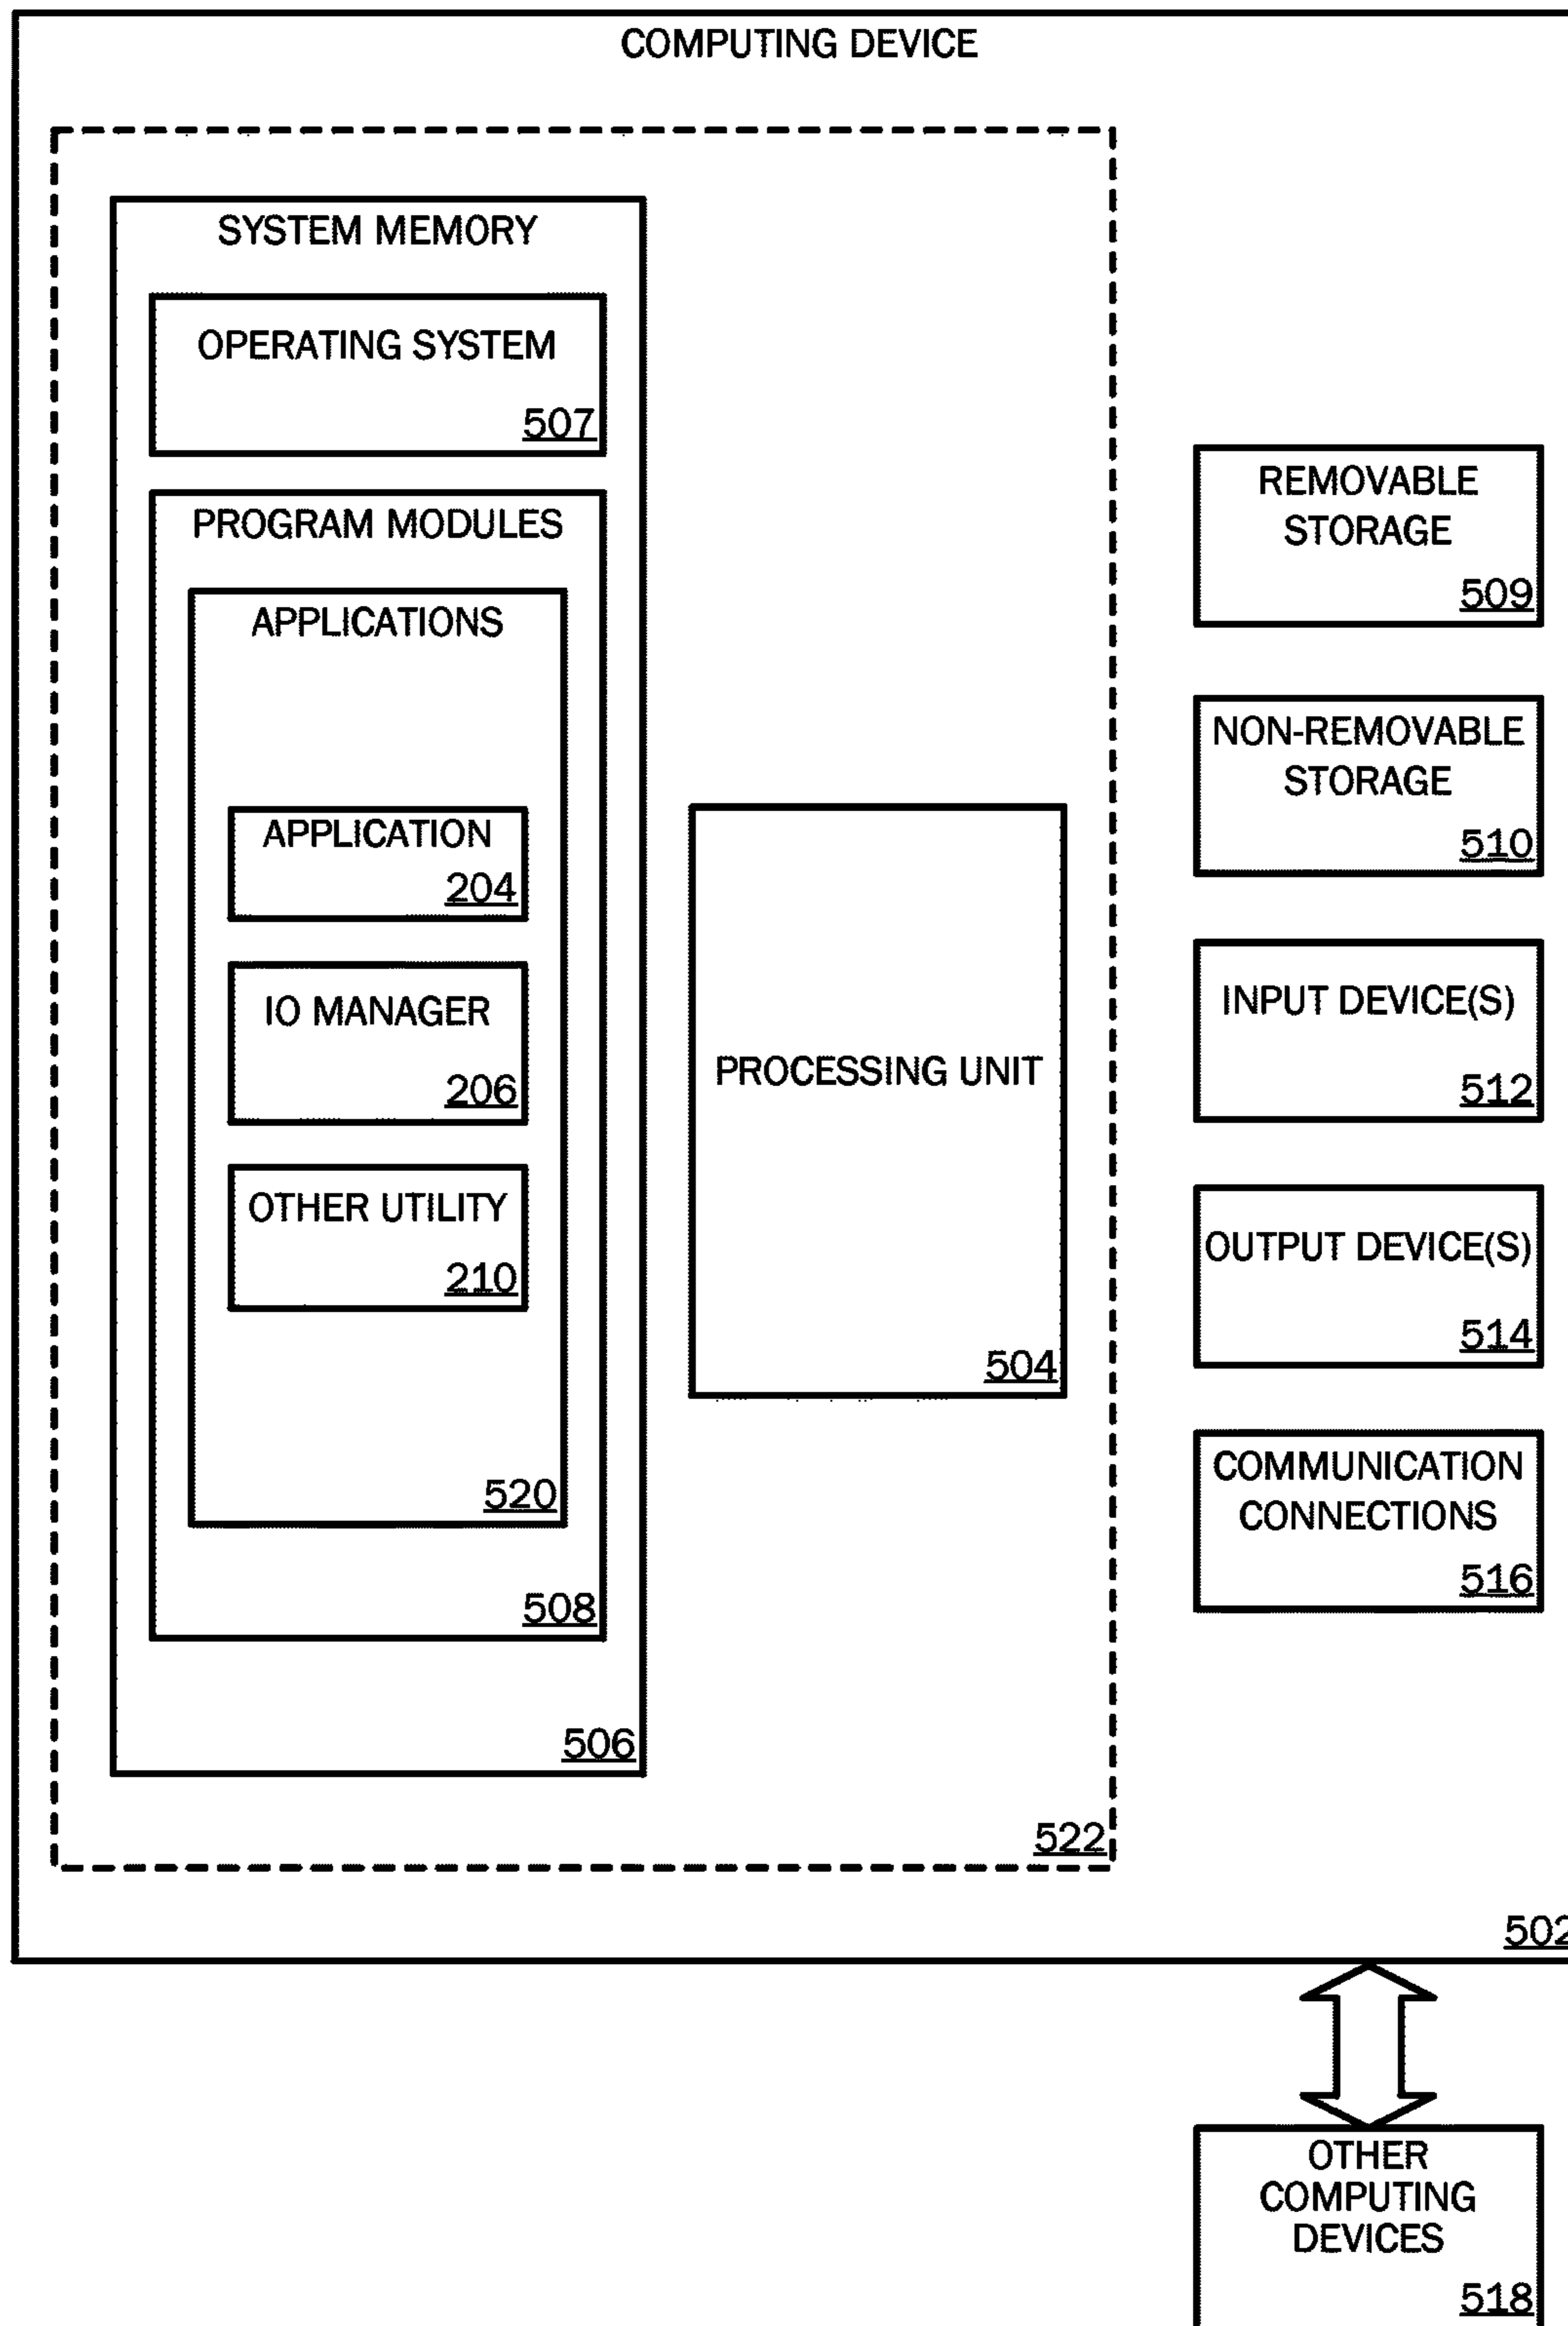 COMPUTING DEVICE
SYSTEM MEMORY
OPERATING SYSTEM
507
PROGRAM MODULES
APPLICATIONS
APPLICATION
204
IO MANAGER
206
OTHER UTILITY
210
520
508
506
PROCESSING UNIT
504
522
REMOVABLE
STORAGE
509
NON-REMOVABLE
STORAGE
510
INPUT DEVICE(S)
512
OUTPUT DEVICE(S)
514
COMMUNICATION
CONNECTIONS
516
502
OTHER
COMPUTING
DEVICES
518